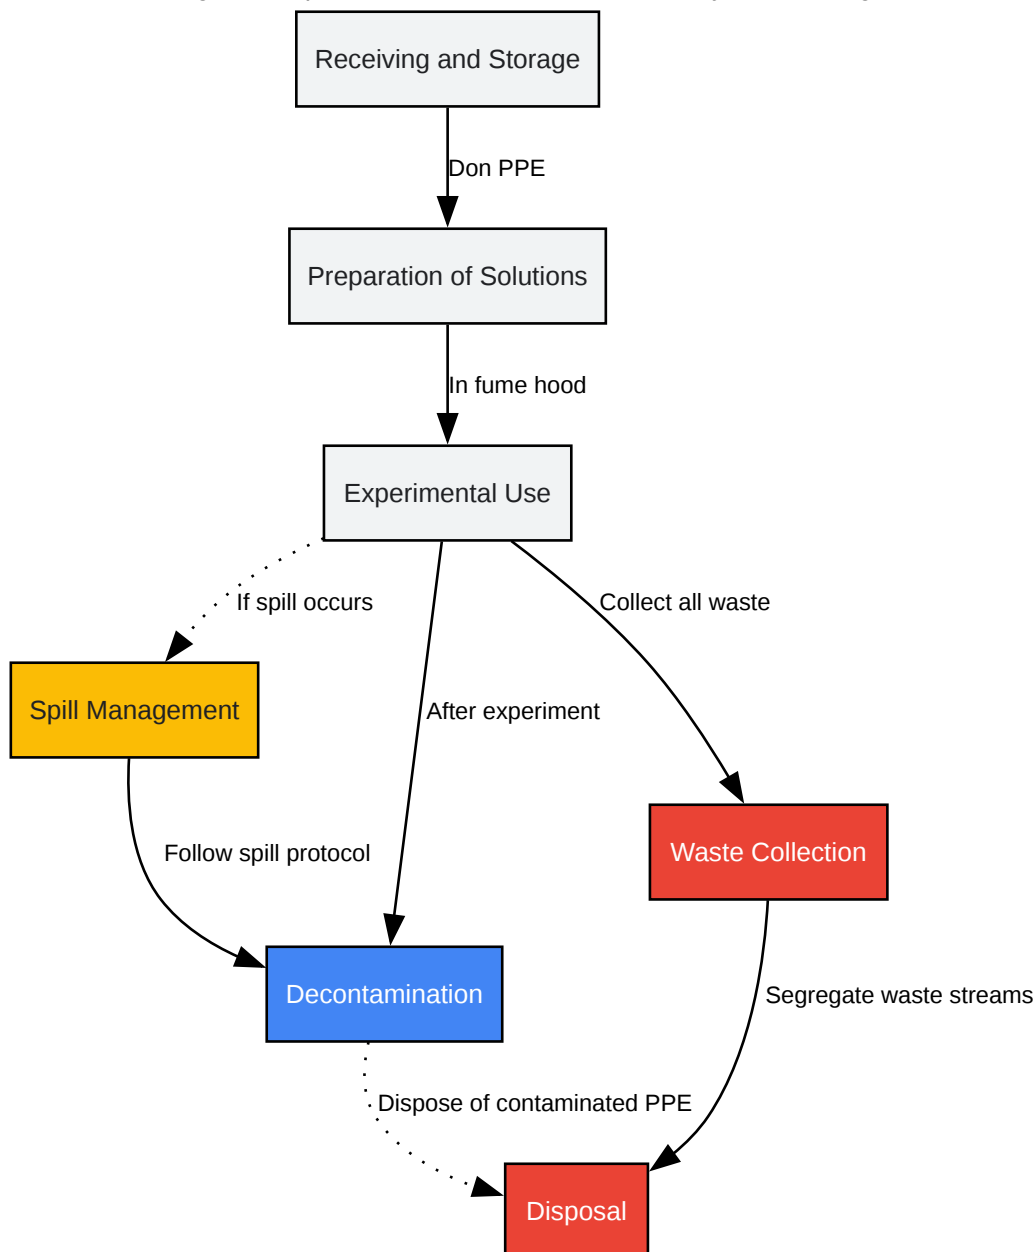 Receiving and Storage
Don PPE
Preparation of Solutions
In fume hood
Experimental Use
If spill occurs
Collect all waste
Spill Management
After experiment
Follow spill protocol
Waste Collection
Decontamination
Segregate waste streams
Dispose of contaminated PPE
Disposal